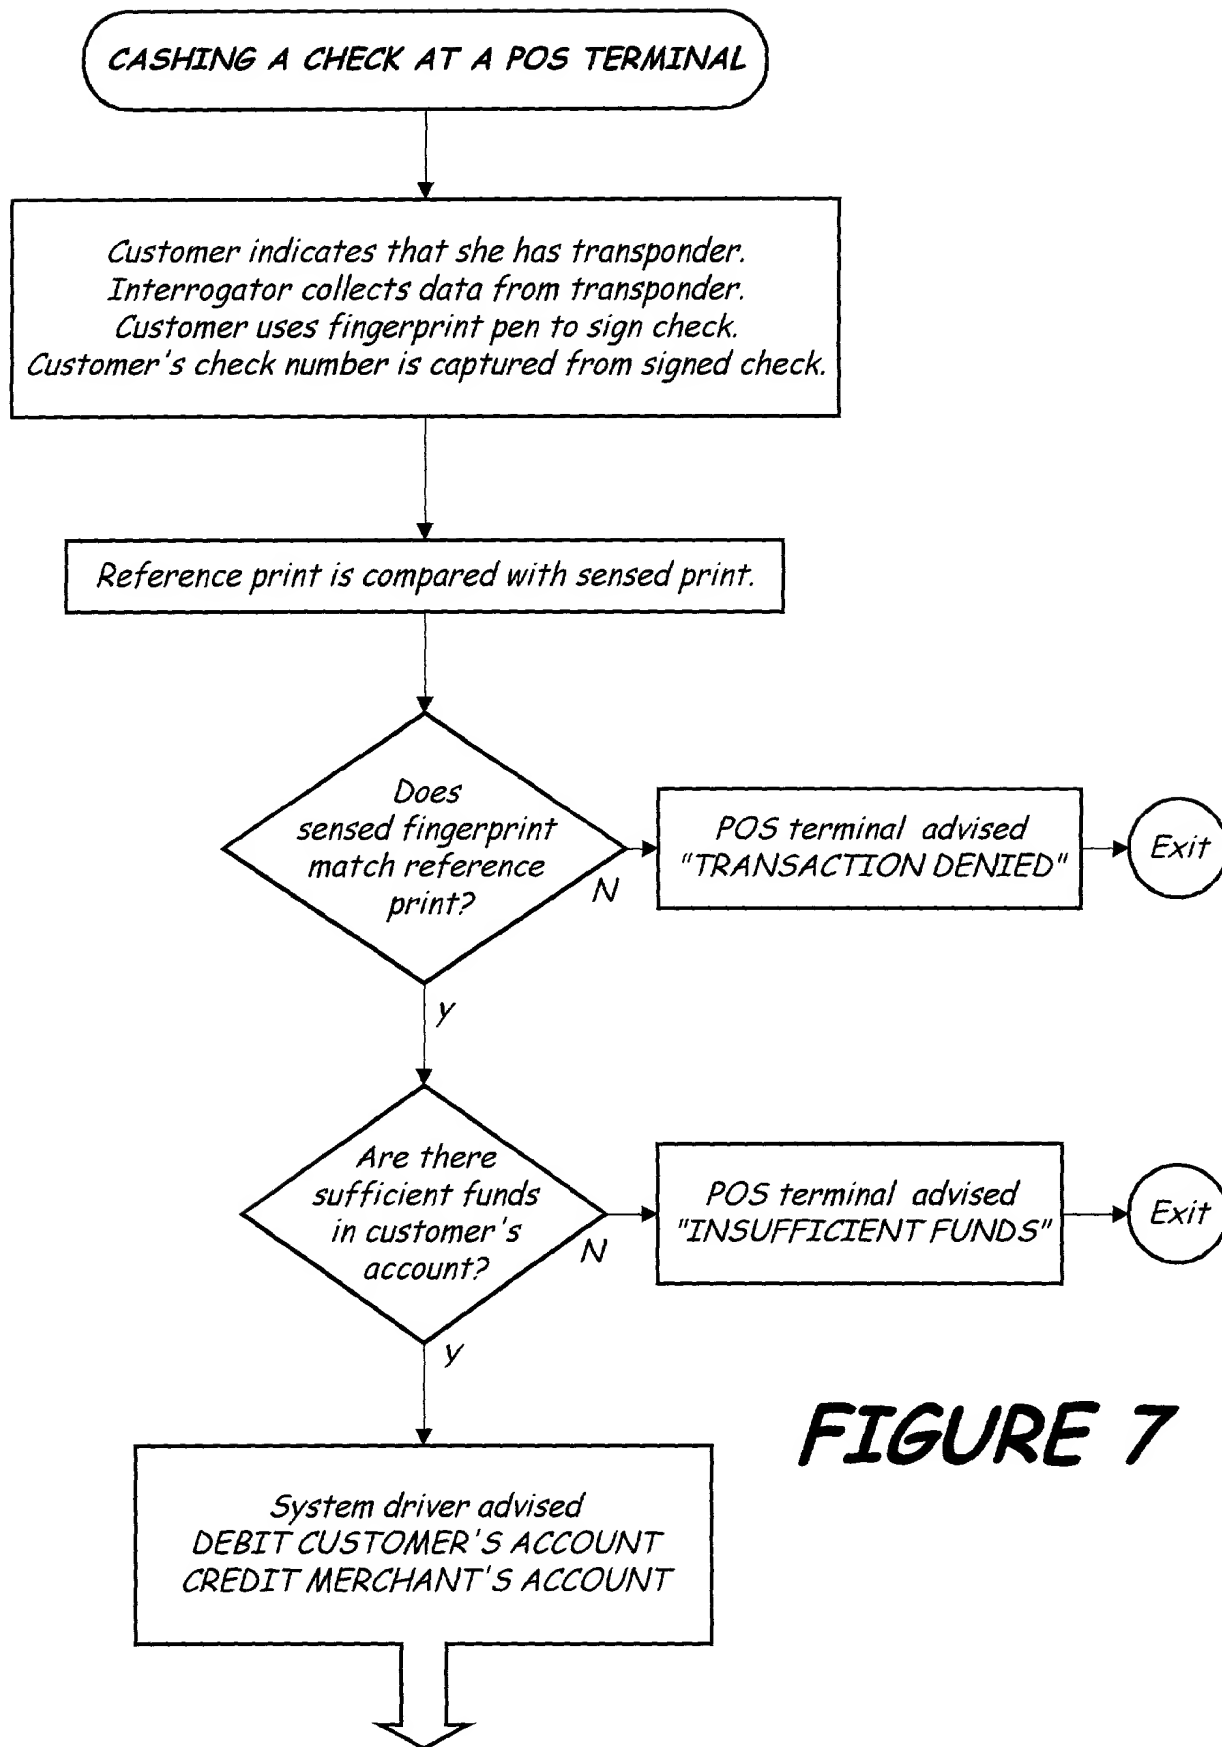 CASHING A CHECK AT A POS TERMINAL
Customer indicates that she has transponder.
Interrogator collects data from transponder.
Customer uses fingerprint pen to sign check.
Customer's check number is captured from signed check.
Reference print is compared with sensed print.
Does
sensed fingerprint
match reference
print?
N
POS terminal advised
"TRANSACTION DENIED"
Exit
y
Are there
sufficient funds
in customer's
account?
N
POS terminal advised
"INSUFFICIENT FUNDS"
Exit
y
System driver advised
DEBIT CUSTOMER'S ACCOUNT
CREDIT MERCHANT'S ACCOUNT
FIGURE 7